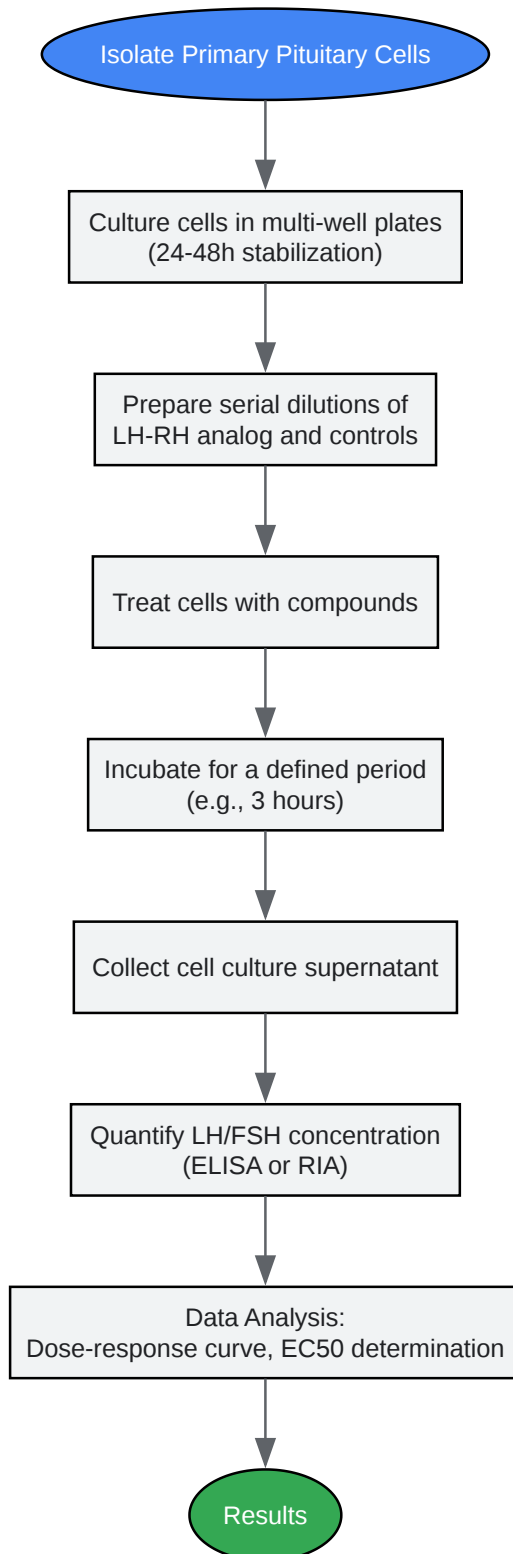 Isolate Primary Pituitary Cells
Culture cells in multi-well plates
(24-48h stabilization)
Prepare serial dilutions of
LH-RH analog and controls
Treat cells with compounds
Incubate for a defined period
(e.g., 3 hours)
Collect cell culture supernatant
Quantify LH/FSH concentration
(ELISA or RIA)
Data Analysis:
Dose-response curve, EC50 determination
Results